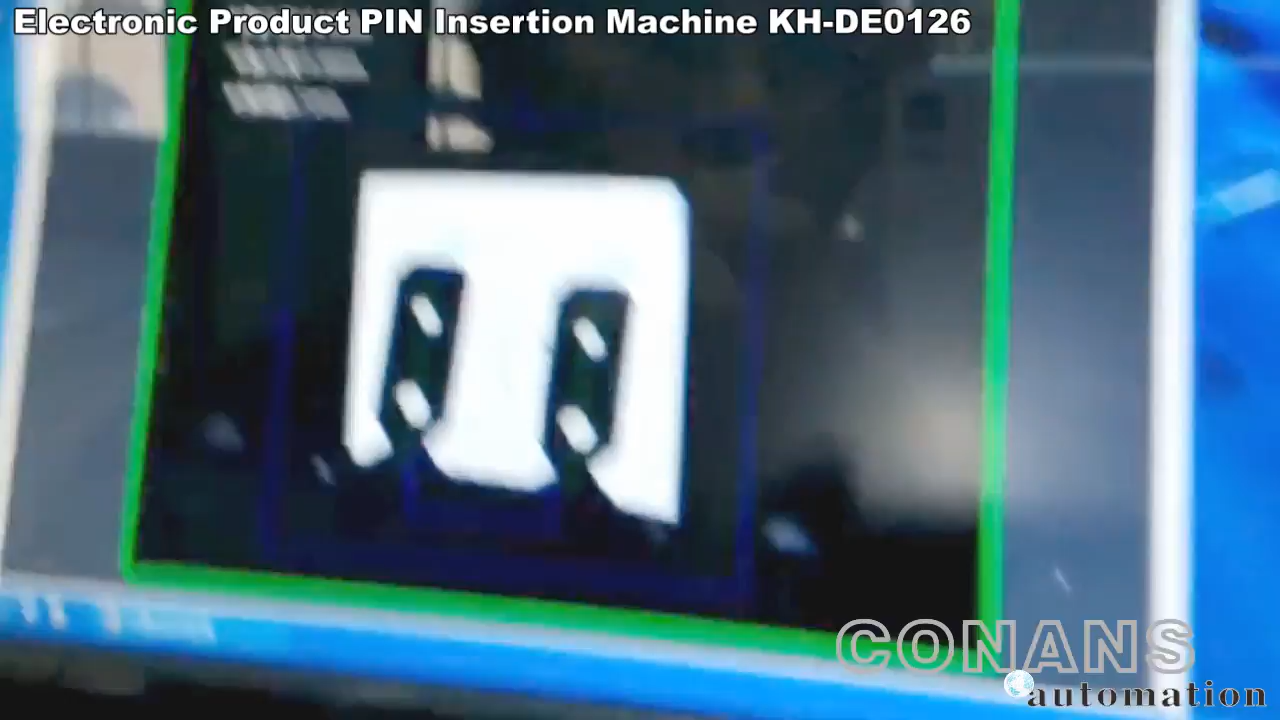 Electronic Product PIN Insertion Machine KH-DE0126
CONANS
automation